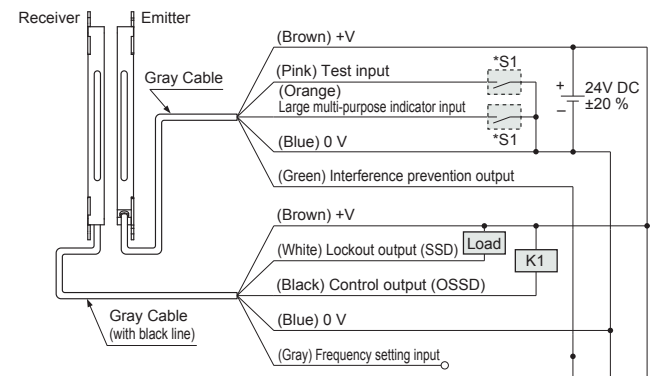 Receiver
Emitter
Gray Cable
(Brown) +V
(Pink) Test input
(Orange)
Large multi-purpose indicator input
(Blue) 0 V
(Green) Interference prevention output
*S1
*S1
+
–
24V DC
±20 %
(Brown) +V
(White) Lockout output (SSD)
Load
K1
(Black) Control output (OSSD)
(Blue) 0 V
(Gray) Frequency setting input
Gray Cable
(with black line)